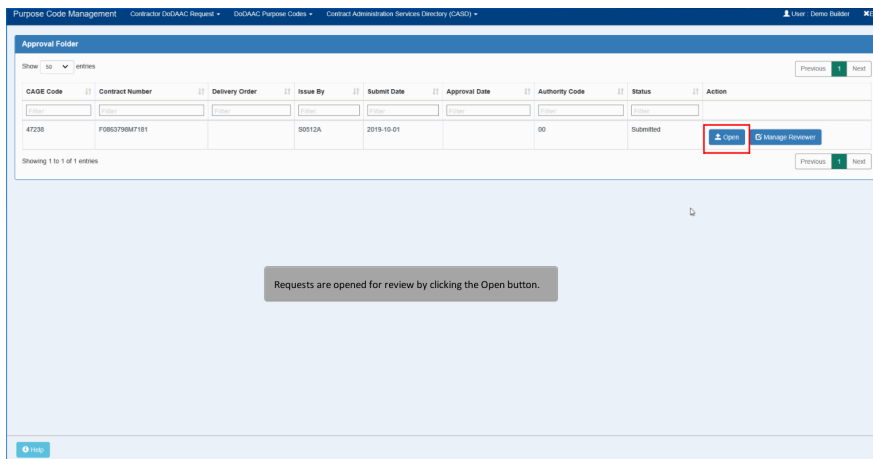 Purpose Code Management Contractor DoDAAC Request DoDAAC Purpose Codes Contract Administration Services Directory (CASD) User : Demo Builder
Approval Folder
Show 50 entries Previous 1 Next
CAGE Code Contract Number Delivery Order Issue By Submit Date Approval Date Authority Code Status Action
Filter Filter Filter Filter Filter Filter Filter Filter
47238 F0863798M7181 S0512A 2019-10-01 00 Submitted Open Manage Reviewer
Showing 1 to 1 of 1 entries Previous 1 Next
Requests are opened for review by clicking the Open button.
Help